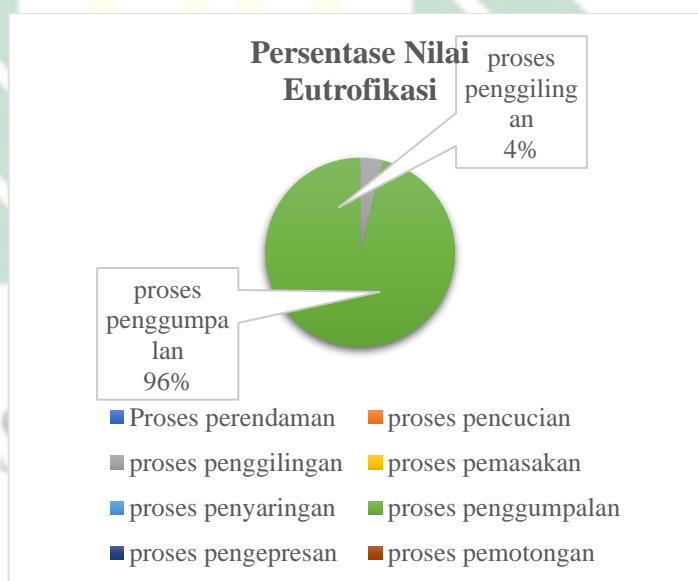 Persentase Nilai
Eutrofikasi
proses
penggiling
an
4%
proses
penggumpa
lan
96%
Proses perendaman
proses pencucian
proses penggilingan
proses pemasakan
proses penyaringan
proses penggumpalan
proses pengepresan
proses pemotongan